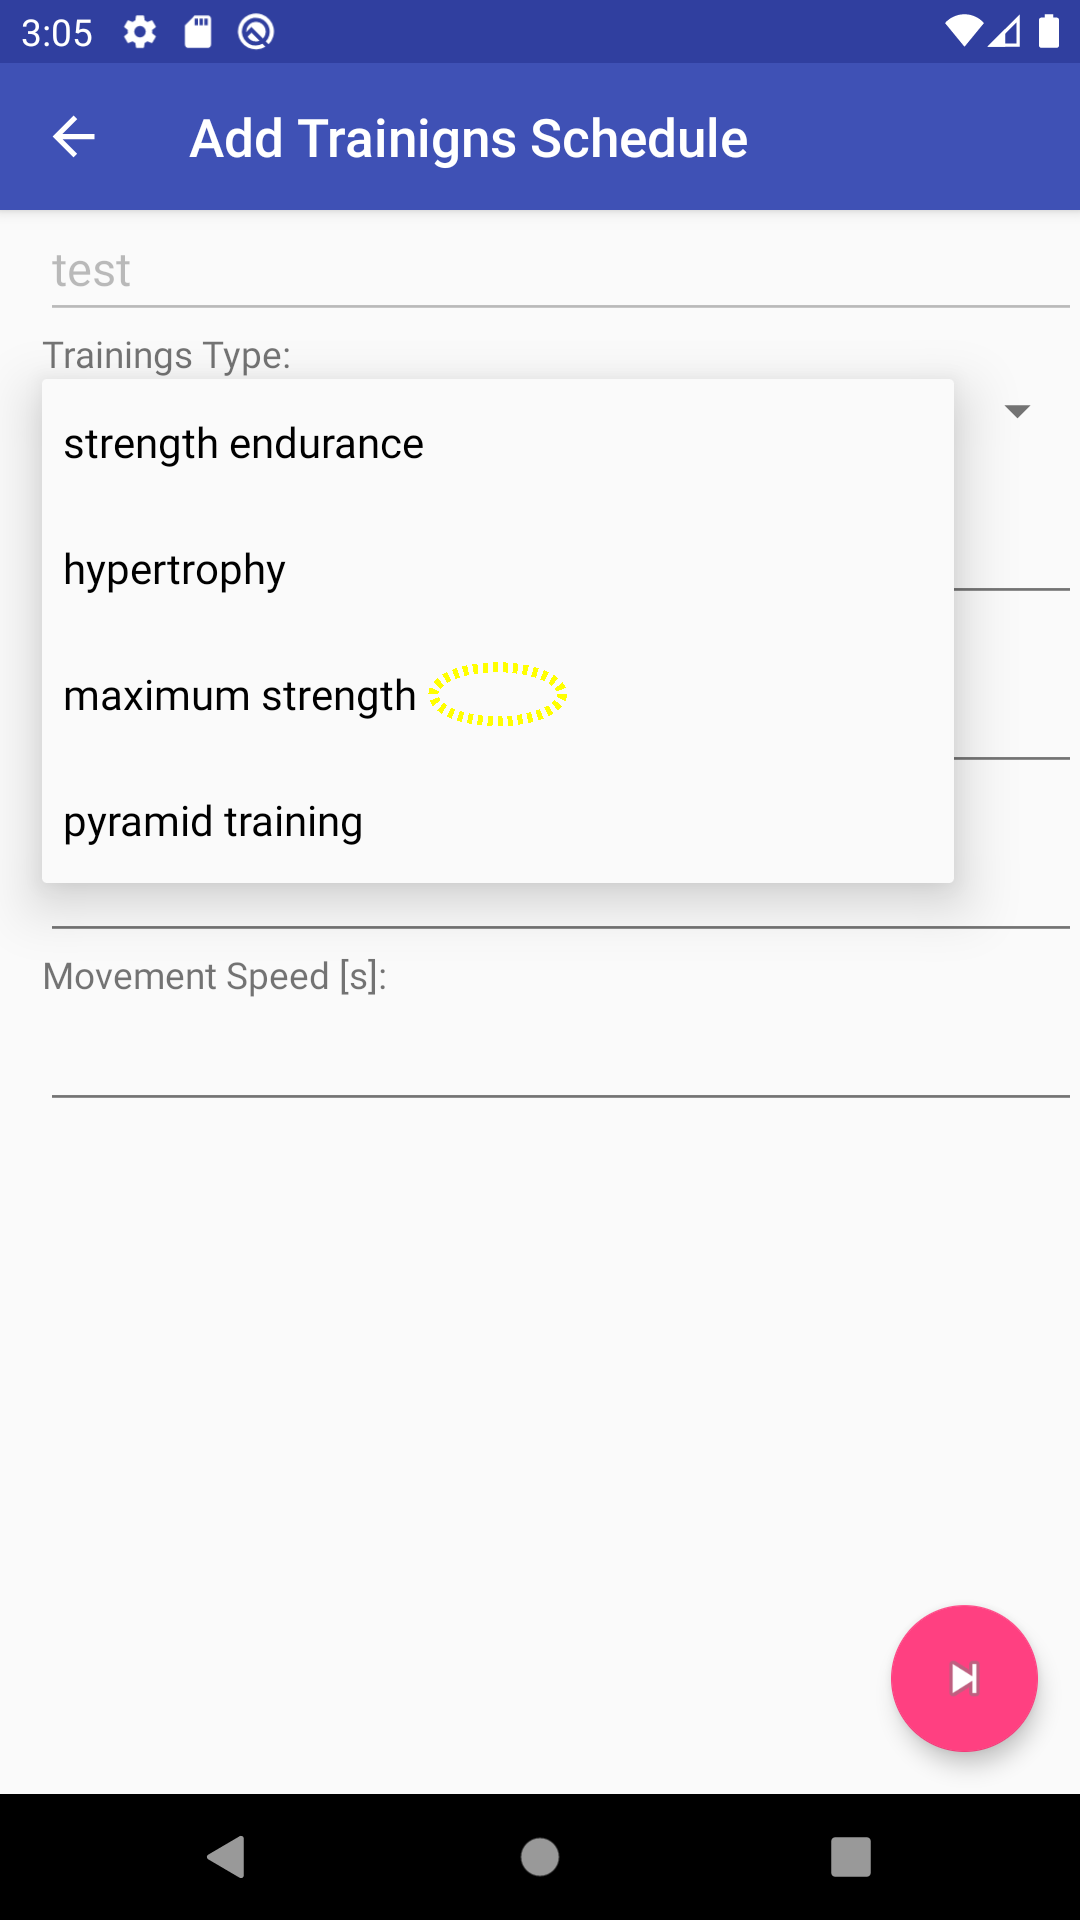 3:05
Add Trainigns Schedule
test
Trainings Type:
strength endurance
hypertrophy
maximum strength
pyramid training
Movement Speed [s]: